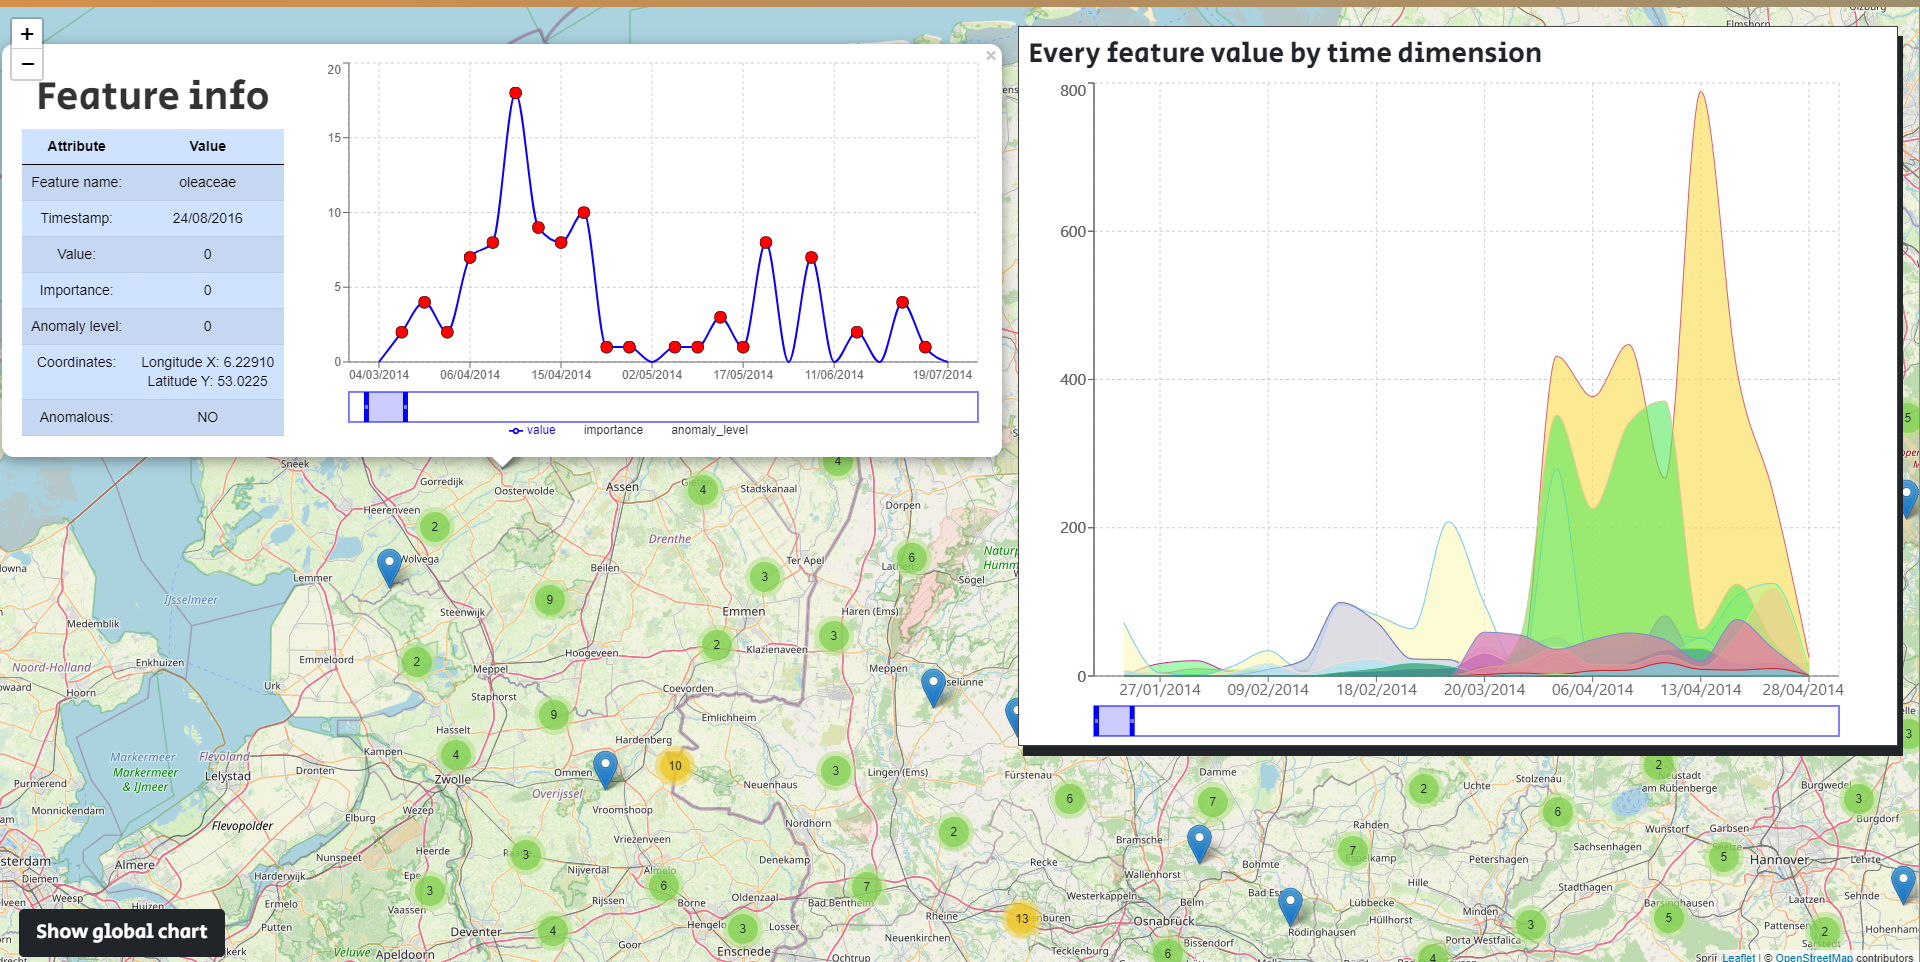 +
−
Feature info
Attribute Value
Feature name: oleaceae
Timestamp: 24/08/2016
Value: 0
Importance: 0
Anomaly level: 0
Coordinates: Longitude X: 6.22910
Latitude Y: 53.0225
Anomalous: NO
×
20
15
10
5
0
04/03/2014 06/04/2014 15/04/2014 02/05/2014 17/05/2014 11/06/2014 19/07/2014
value importance anomaly_level
Every feature value by time dimension
800
600
400
200
0
27/01/2014 09/02/2014 18/02/2014 20/03/2014 06/04/2014 13/04/2014 28/04/2014
Elmshorn
Sneek
Gorredijk
Oosterwolde
Assen
Gieten
4
Stadskanaal
4
Dörpen
Heerenveen
2
Drenthe
Wolvega
Lemmer
Beilen
Ter Apel
3
6
Lathen
Sögel
Naturp
Hümm
5
IJsselmeer
Medemblik
Steenwijk
9
Emmen
Haren (Ems)
3
Noord-Holland
Enkhuizen
Hoorn
Emmeloord
2
Meppel
Hoogeveen
2
Klazienaveen
Meppen
selünne
Urk
Staphorst
Coevorden
9
Emlichheim
Hasselt
Hardenberg
Markermeer
Flevoland
Markermeer
& IJmeer
Lelystad
Dronten
Kampen
4
Zwolle
Ommen
10
Overijssel
Neuenhaus
3
Lingen (Ems)
Fürstenau
Damme
Stolzenau
2
Neustadt
am Rübenberge
3
Purmerend
Monnickendam
Flevopolder
Elburg
Wezep
Vroomshoop
Nordhorn
6
7
2
Uchte
6
Burgwedel
3
Burgdorf
Vriezenveen
2
Bramsche
Rahden
Wunstorf
Garbsen
Almere
Diemen
Weesp
Huizen
Harderwijk
Nunspeet
Heerde
Epe
3
Nijverdal
Almelo
Denekamp
Recke
Wallenhorst
Bohmte
7
Espelkamp
Petershagen
Sachsenhagen
5
Hannover
Lehrte
Ermelo
Putten
Vaassen
3
Rijssen
6
Borne
Oldenzaal
7
Bad Bentheim
Westerkappeln
Belm
Lübbecke
Hille
Stadthagen
Barsinghausen
5
Laatzen
Sehnde
Show global chart
Veluwe
Apeldoorn
Deventer
4
Goor
Hengelo
3
Losser
Enschede
Rheine
Neuenkirchen
Ochtrup
13
Tecklenburg
Osnabrück
Bissendorf
6
Rödinghausen
Hüllhorst
Minden
3
Porta Westfalica
4
Pattensen
2
Sarstedt
Hohenham
Leaflet | © OpenStreetMap contributors